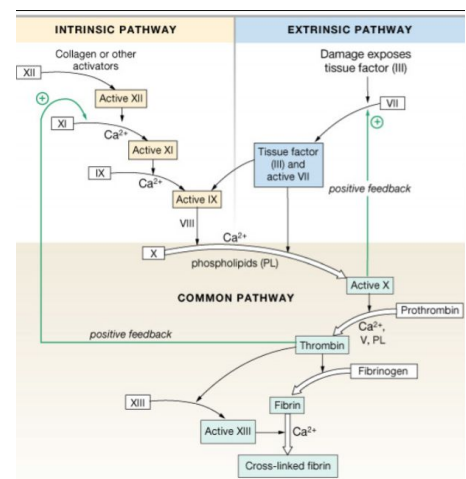 INTRINSIC PATHWAY
EXTRINSIC PATHWAY
Collagen or other
activators
Damage exposes
tissue factor (III)
XII
Active XII
VII
XI
Ca2+
Active XI
Tissue factor
(III) and
active VII
IX
Ca2+
Active IX
positive feedback
VIII
Ca2+
X
phospholipids (PL)
Active X
COMMON PATHWAY
Prothrombin
Ca2+,
V, PL
positive feedback
Thrombin
Fibrinogen
XIII
Fibrin
Active XIII
Ca2+
Cross-linked fibrin